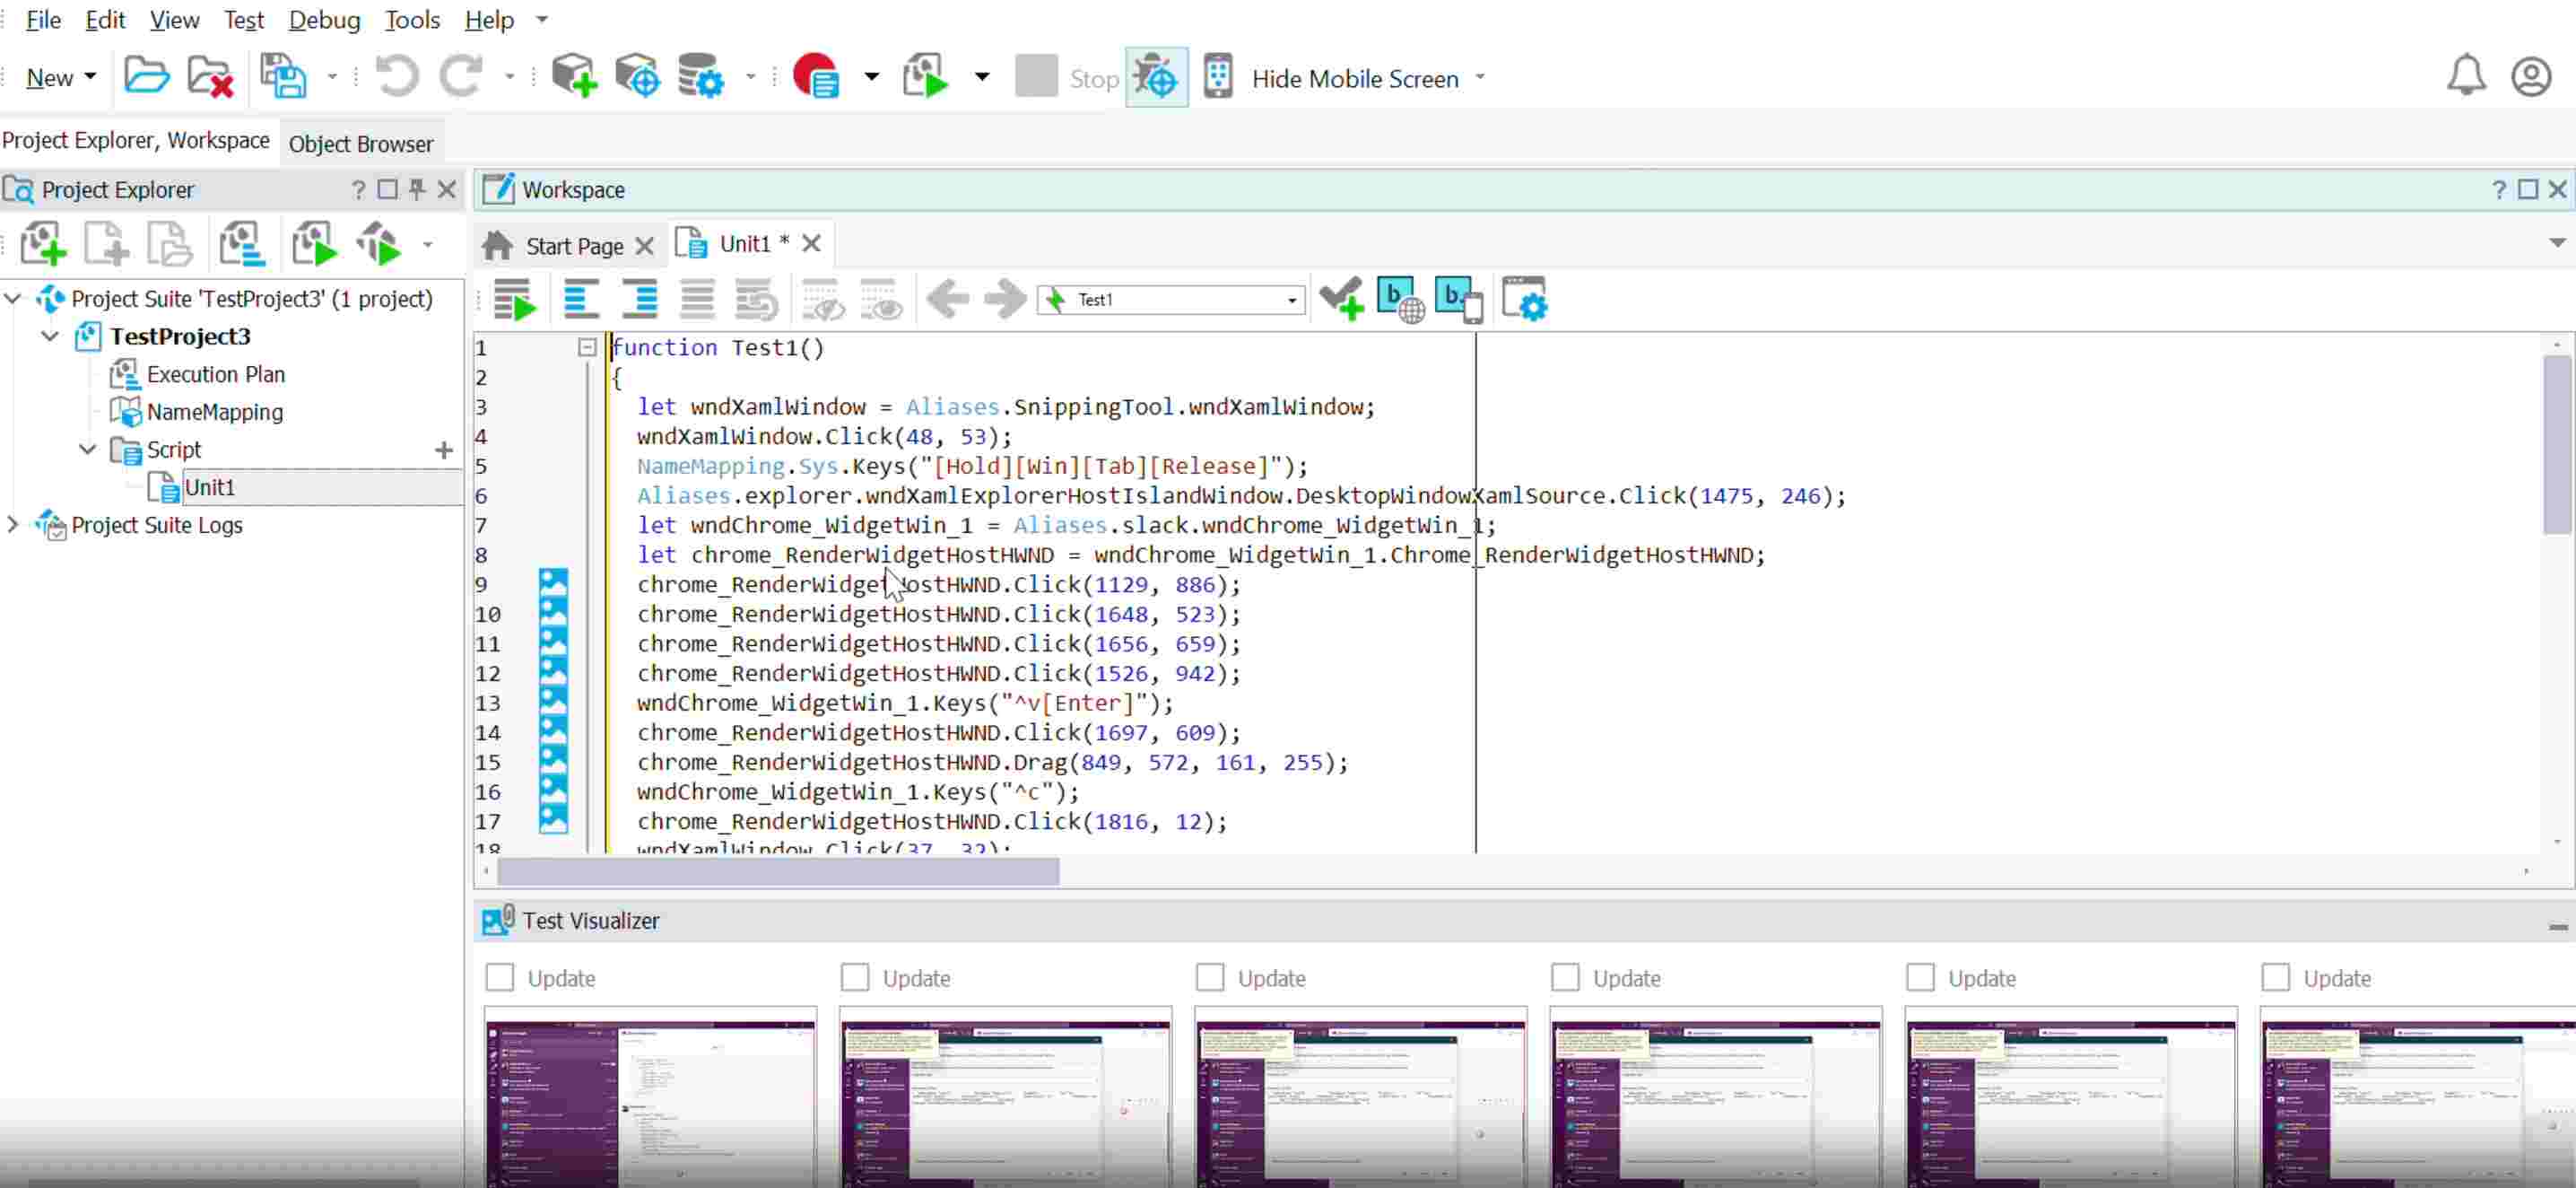 File Edit View Test Debug Tools Help
New Stop Hide Mobile Screen
Project Explorer, Workspace Object Browser
Project Explorer ?
Workspace ?
Start Page Unit1 *
Test1
Project Suite 'TestProject3' (1 project)
TestProject3
Execution Plan
NameMapping
Script +
Unit1
Project Suite Logs
1 function Test1()
2 {
3 let wndXamlWindow = Aliases.SnippingTool.wndXamlWindow;
4 wndXamlWindow.Click(48, 53);
5 NameMapping.Sys.Keys("[Hold][Win][Tab][Release]");
6 Aliases.explorer.wndXamlExplorerHostIslandWindow.DesktopWindowXamlSource.Click(1475, 246);
7 let wndChrome_WidgetWin_1 = Aliases.slack.wndChrome_WidgetWin_1;
8 let chrome_RenderWidgetHostHWND = wndChrome_WidgetWin_1.Chrome_RenderWidgetHostHWND;
9 chrome_RenderWidgetHostHWND.Click(1129, 886);
10 chrome_RenderWidgetHostHWND.Click(1648, 523);
11 chrome_RenderWidgetHostHWND.Click(1656, 659);
12 chrome_RenderWidgetHostHWND.Click(1526, 942);
13 wndChrome_WidgetWin_1.Keys("^v[Enter]");
14 chrome_RenderWidgetHostHWND.Click(1697, 609);
15 chrome_RenderWidgetHostHWND.Drag(849, 572, 161, 255);
16 wndChrome_WidgetWin_1.Keys("^c");
17 chrome_RenderWidgetHostHWND.Click(1816, 12);
18 wndXamlWindow.Click(37, 32);
Test Visualizer
Update Update Update Update Update Update